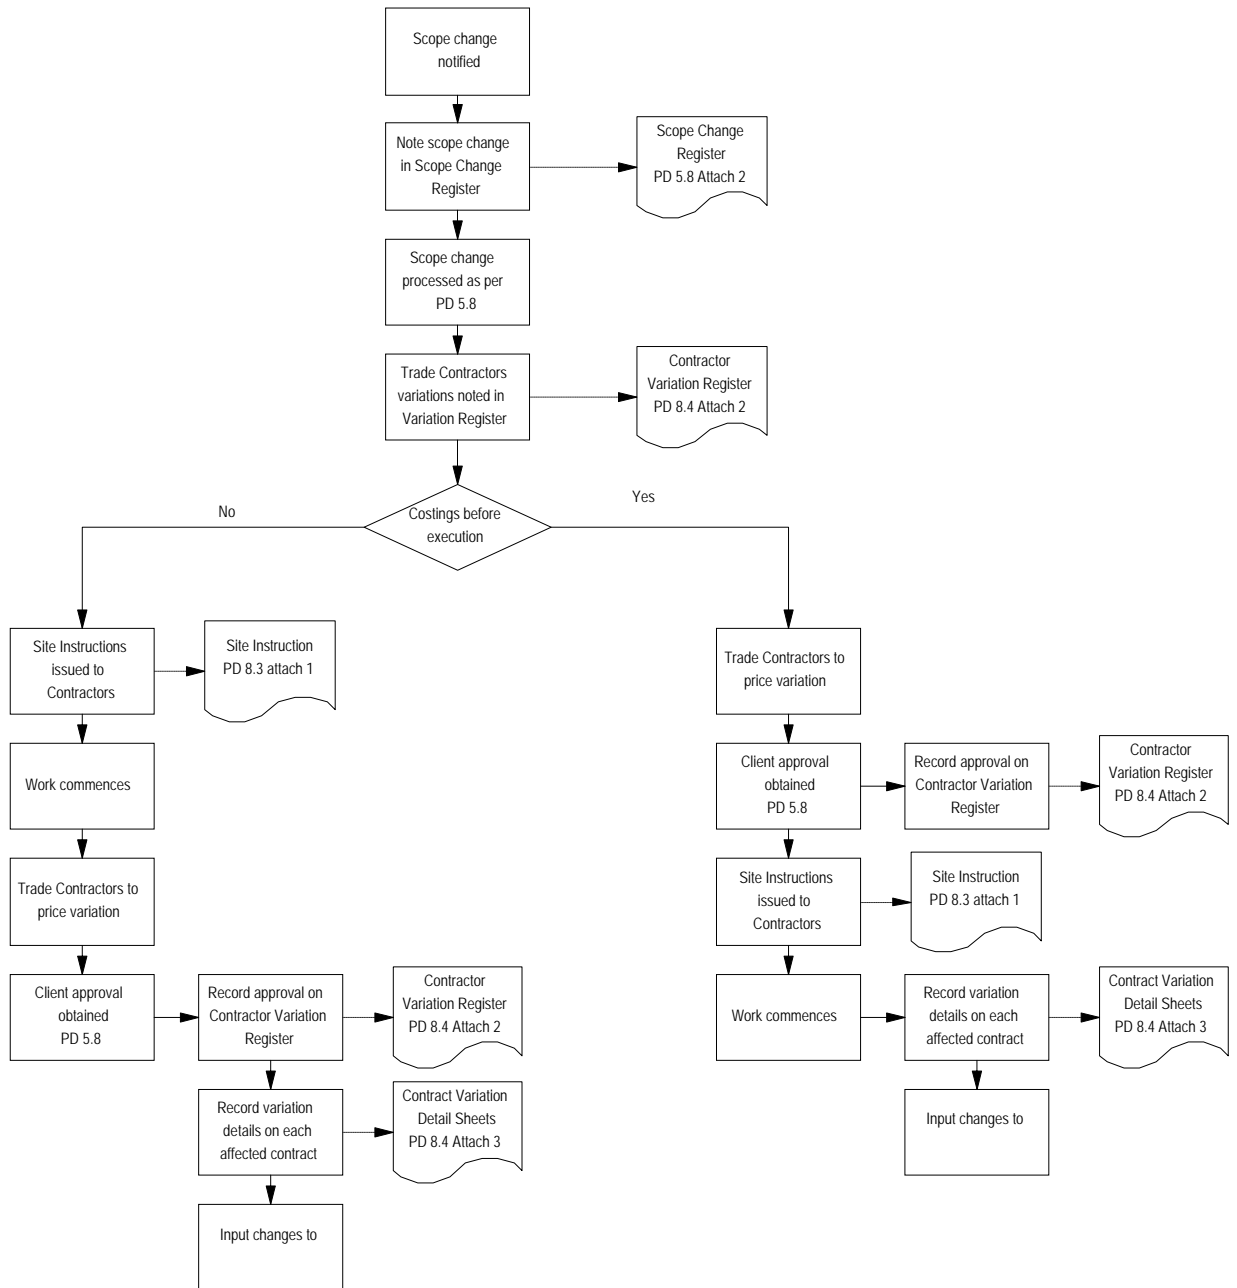 Scope change
notified
Note scope change
in Scope Change
Register
Scope Change
Register
PD 5.8 Attach 2
Scope change
processed as per
PD 5.8
Trade Contractors
variations noted in
Variation Register
Contractor
Variation Register
PD 8.4 Attach 2
Costings before
execution
No
Yes
Site Instructions
issued to
Contractors
Site Instruction
PD 8.3 attach 1
Work commences
Trade Contractors to
price variation
Client approval
obtained
PD 5.8
Record approval on
Contractor Variation
Register
Contractor
Variation Register
PD 8.4 Attach 2
Record variation
details on each
affected contract
Contract Variation
Detail Sheets
PD 8.4 Attach 3
Input changes to
Trade Contractors to
price variation
Client approval
obtained
PD 5.8
Record approval on
Contractor Variation
Register
Contractor
Variation Register
PD 8.4 Attach 2
Site Instructions
issued to
Contractors
Site Instruction
PD 8.3 attach 1
Work commences
Record variation
details on each
affected contract
Contract Variation
Detail Sheets
PD 8.4 Attach 3
Input changes to